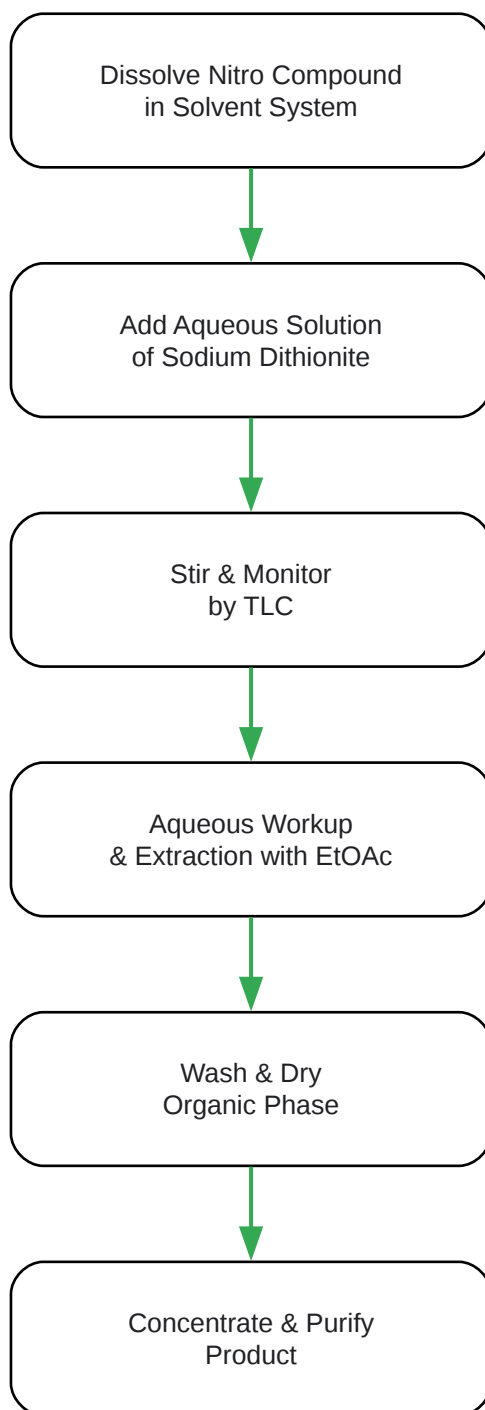 Dissolve Nitro Compound
in Solvent System
Add Aqueous Solution
of Sodium Dithionite
Stir & Monitor
by TLC
Aqueous Workup
& Extraction with EtOAc
Wash & Dry
Organic Phase
Concentrate & Purify
Product